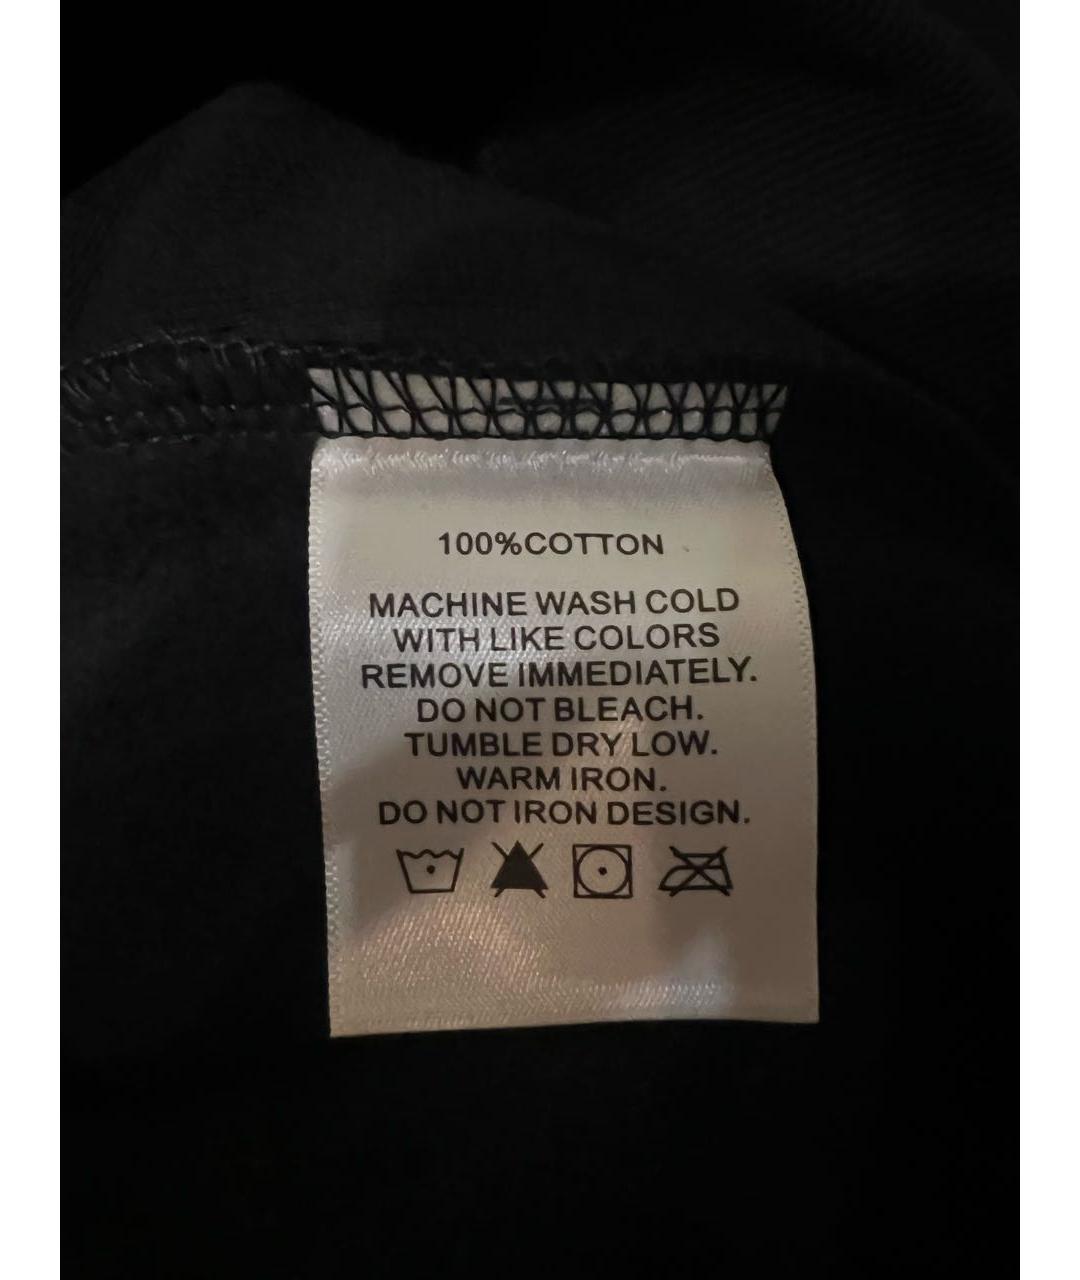 100%COTTON
MACHINE WASH COLD
WITH LIKE COLORS
REMOVE IMMEDIATELY.
DO NOT BLEACH.
TUMBLE DRY LOW.
WARM IRON.
DO NOT IRON DESIGN.